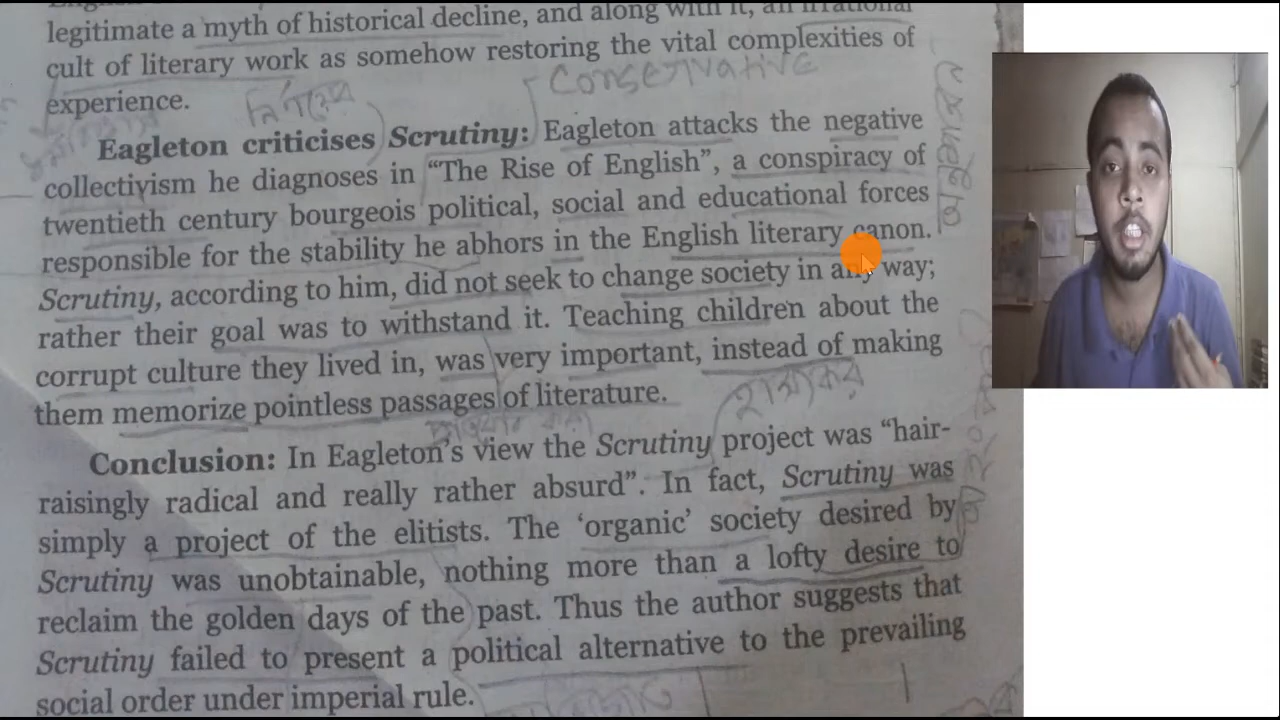 legitimate a myth of historical decline, and along with it, an irrational
cult of literary work as somehow restoring the vital complexities of
Conservative
experience.
Eagleton criticises Scrutiny: Eagleton attacks the negative
collectivism he diagnoses in “The Rise of English”, a conspiracy of
twentieth century bourgeois political, social and educational forces
responsible for the stability he abhors in the English literary canon.
Scrutiny, according to him, did not seek to change society in any way;
rather their goal was to withstand it. Teaching children about the
corrupt culture they lived in, was very important, instead of making
them memorize pointless passages of literature.
হাস্যকর
Conclusion: In Eagleton’s view the Scrutiny project was “hair-
raisingly radical and really rather absurd”. In fact, Scrutiny was
simply a project of the elitists. The ‘organic’ society desired by
Scrutiny was unobtainable, nothing more than a lofty desire to
reclaim the golden days of the past. Thus the author suggests that
Scrutiny failed to present a political alternative to the prevailing
social order under imperial rule.